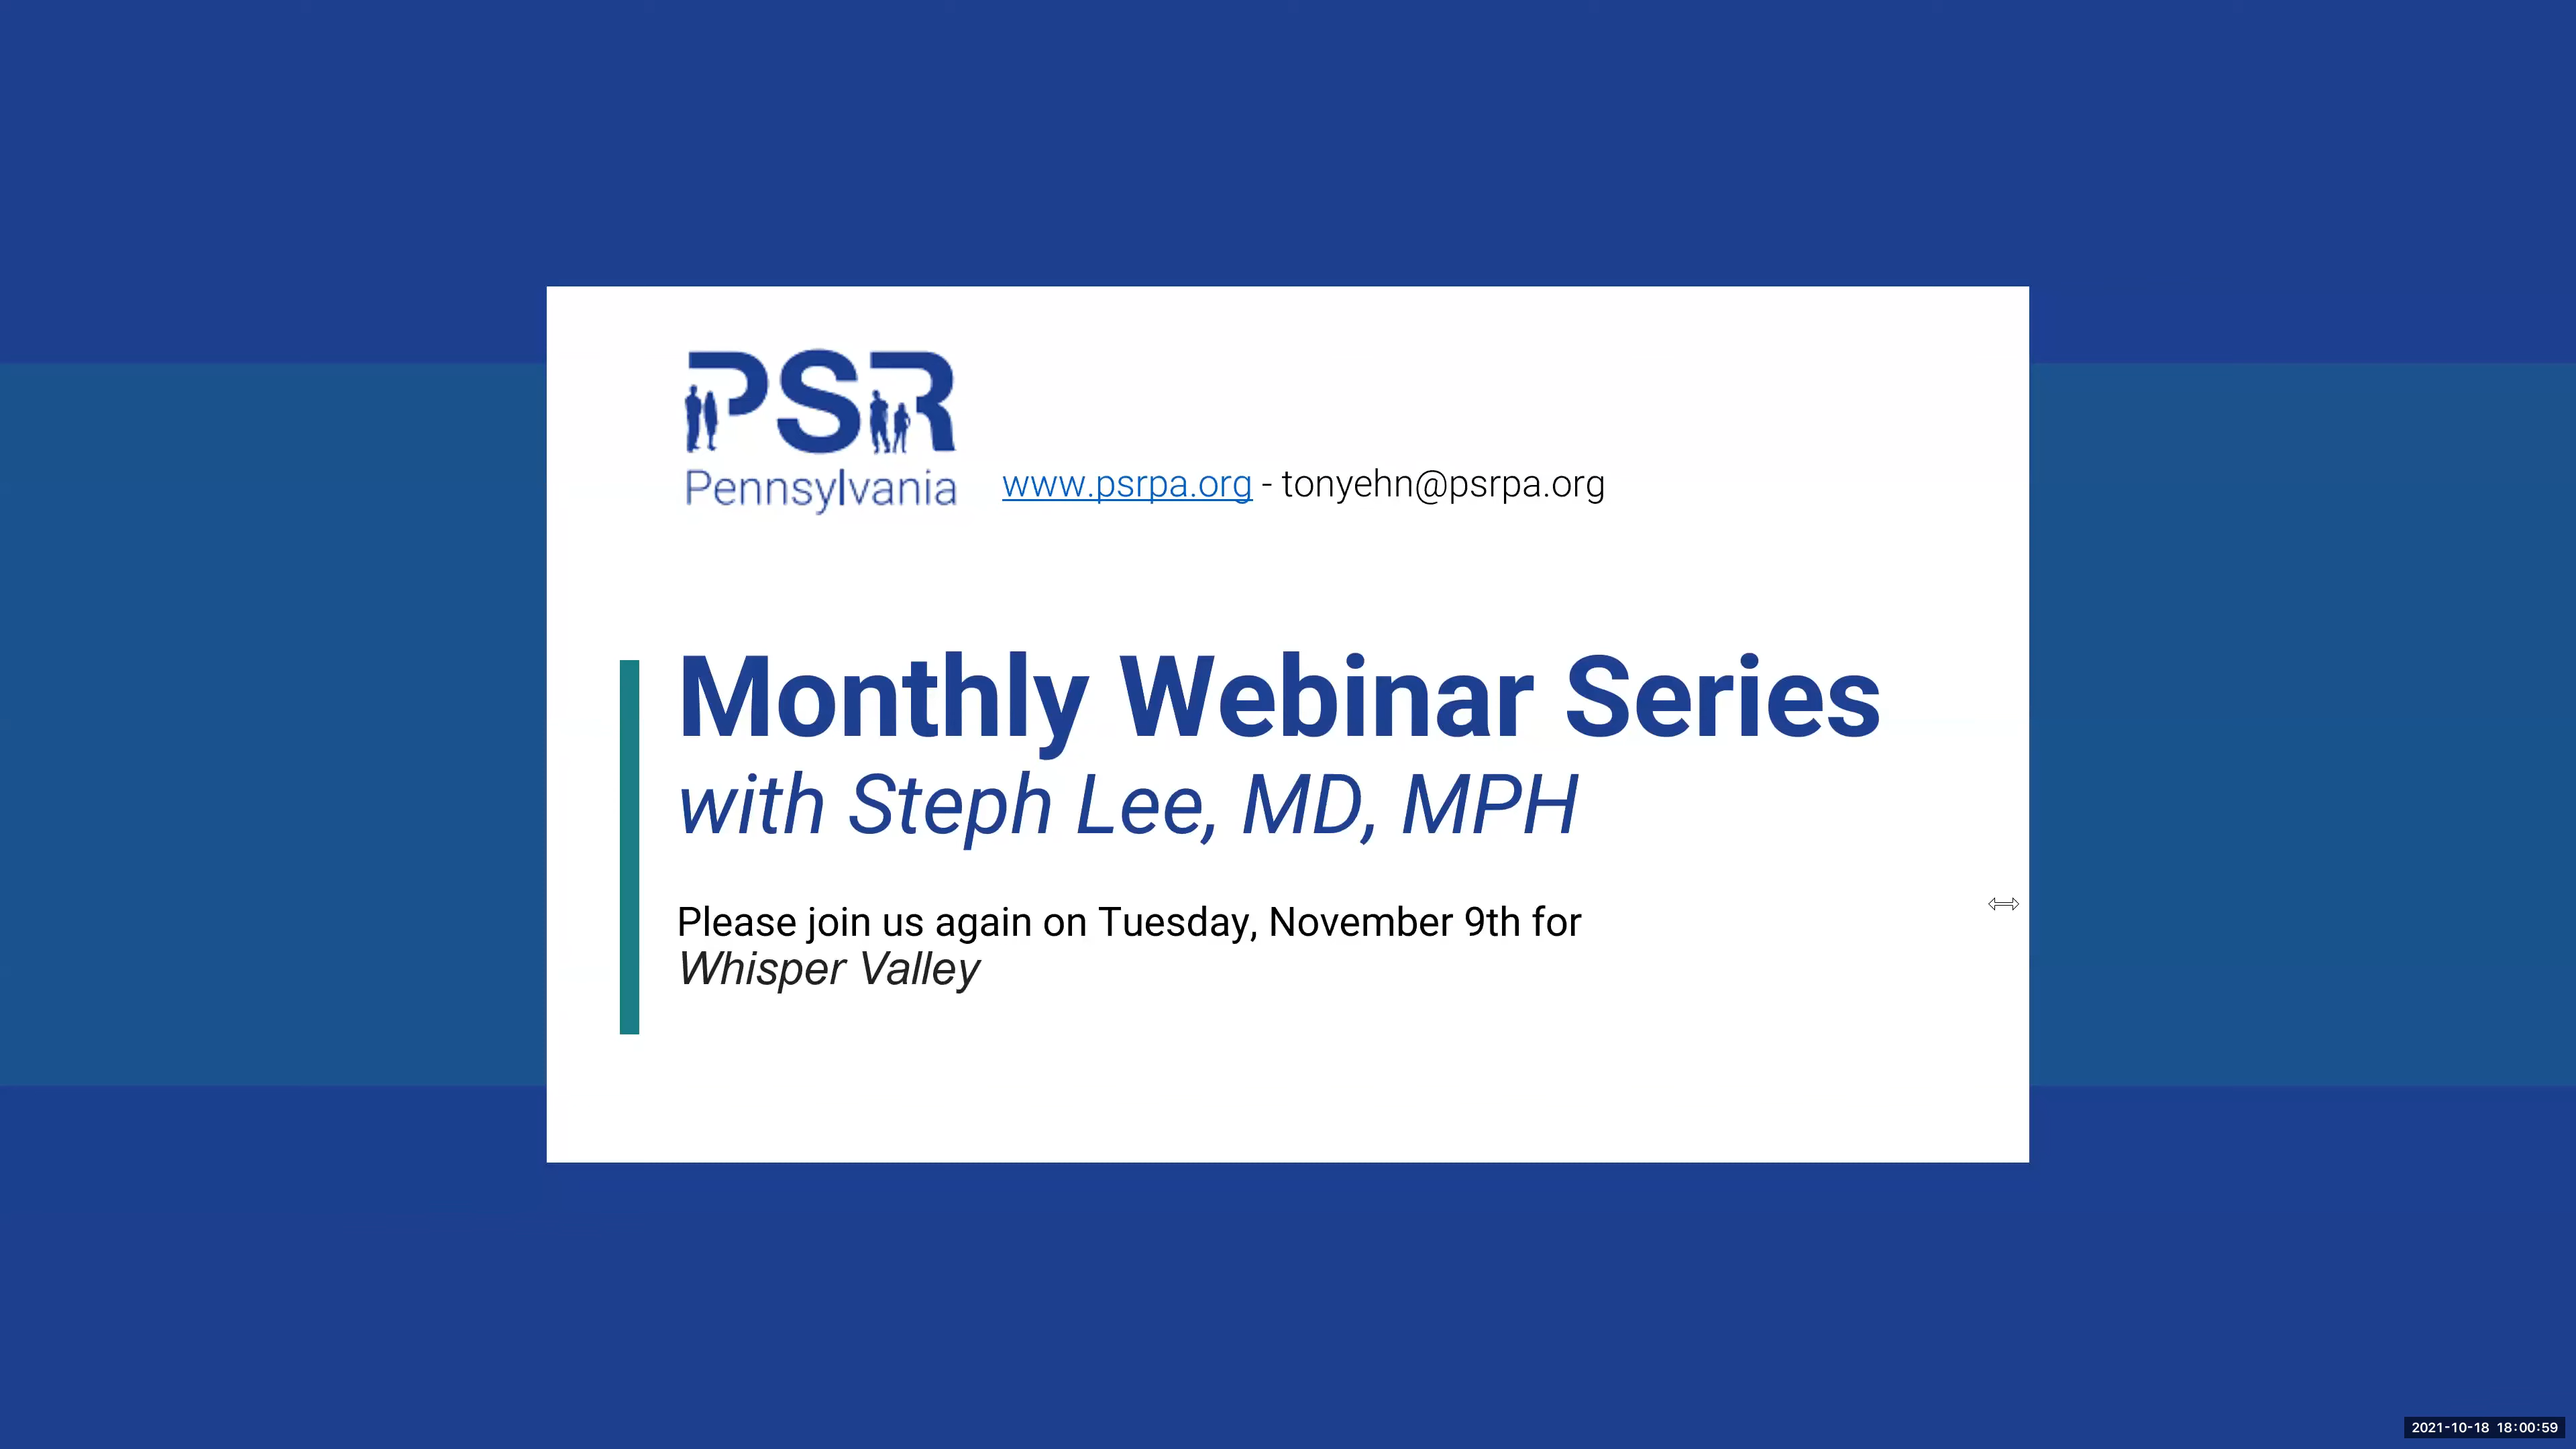 PSR
Pennsylvania
www.psrpa.org - tonyehn@psrpa.org
Monthly Webinar Series
with Steph Lee, MD, MPH
Please join us again on Tuesday, November 9th for
Whisper Valley
2021-10-18 18:00:59